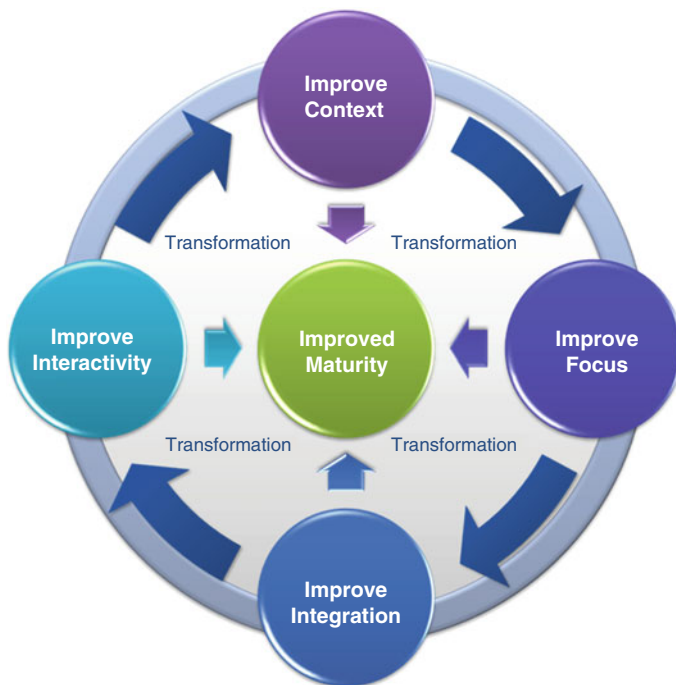 Improve
Context
Transformation
Transformation
Improve
Interactivity
Improved
Maturity
Improve
Focus
Transformation
Transformation
Improve
Integration